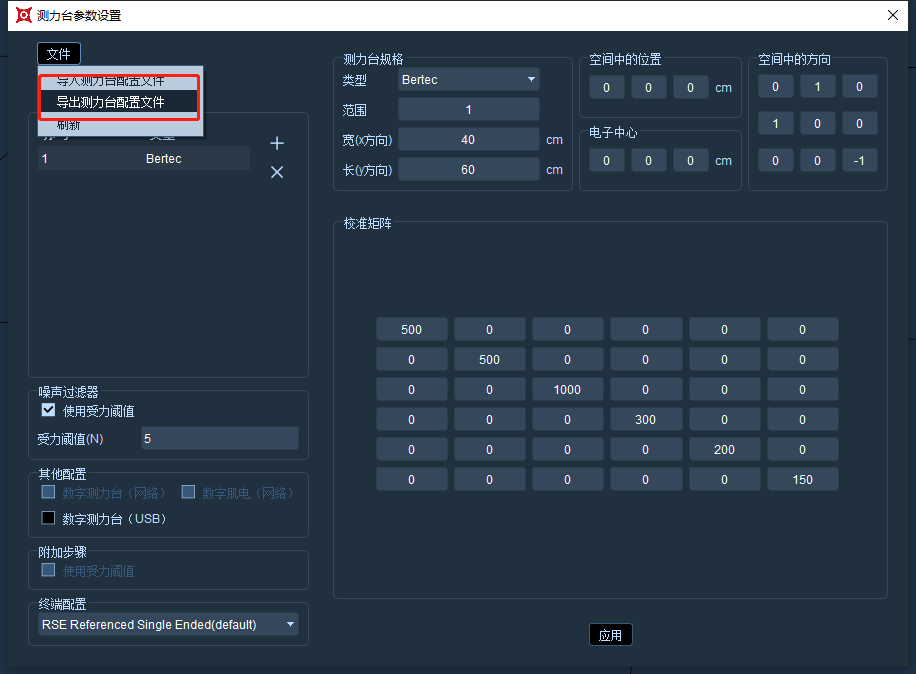 测力台参数设置
文件
导入测力台配置文件
导出测力台配置文件
刷新
1 Bertec
噪声过滤器
使用受力阈值
受力阈值(N) 5
其他配置
数字测力台（网络） 数字肌电（网络）
数字测力台（USB）
附加步骤
使用受力阈值
终端配置
RSE Referenced Single Ended(default)
测力台规格
类型 Bertec
范围 1
宽(x方向) 40 cm
长(y方向) 60 cm
空间中的位置
0 0 0 cm
电子中心
0 0 0 cm
空间中的方向
0 1 0
1 0 0
0 0 -1
校准矩阵
500 0 0 0 0 0
0 500 0 0 0 0
0 0 1000 0 0 0
0 0 0 300 0 0
0 0 0 0 200 0
0 0 0 0 0 150
应用